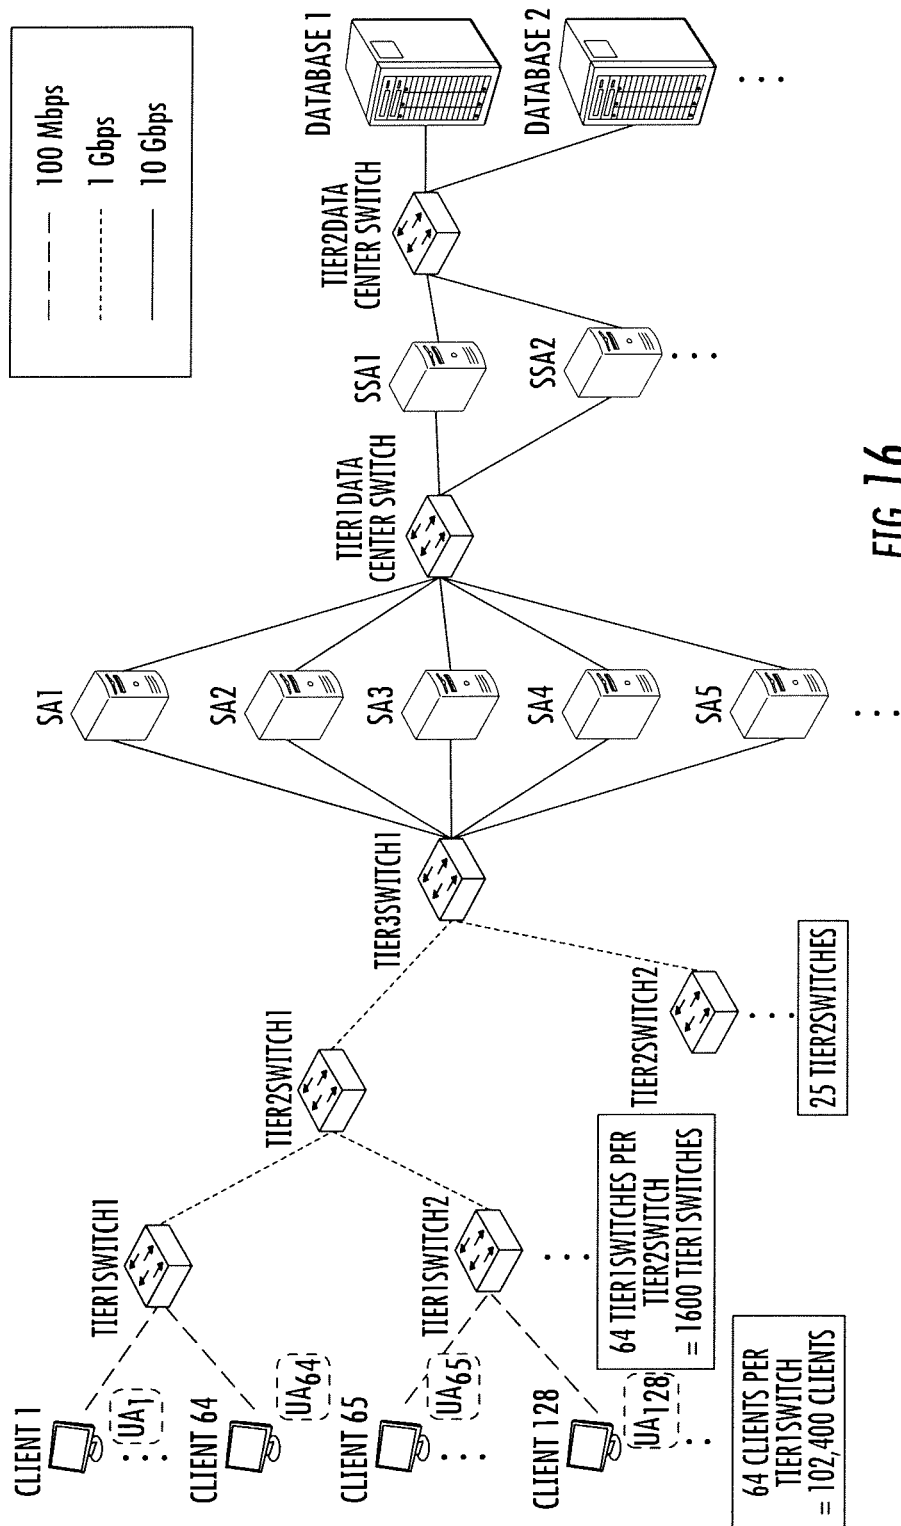 100 Mbps
1 Gbps
10 Gbps
CLIENT 1
UA1
CLIENT 64
UA64
CLIENT 65
UA65
CLIENT 128
UA128
64 CLIENTS PER
TIER1SWITCH
= 102,400 CLIENTS
TIER1SWITCH1
TIER1SWITCH2
64 TIER1SWITCHES PER
TIER2SWITCH
= 1600 TIER1SWITCHES
TIER2SWITCH1
TIER2SWITCH2
25 TIER2SWITCHES
TIER3SWITCH1
SA1
SA2
SA3
SA4
SA5
TIER1DATA
CENTER SWITCH
SSA1
SSA2
TIER2DATA
CENTER SWITCH
DATABASE 1
DATABASE 2
FIG. 16